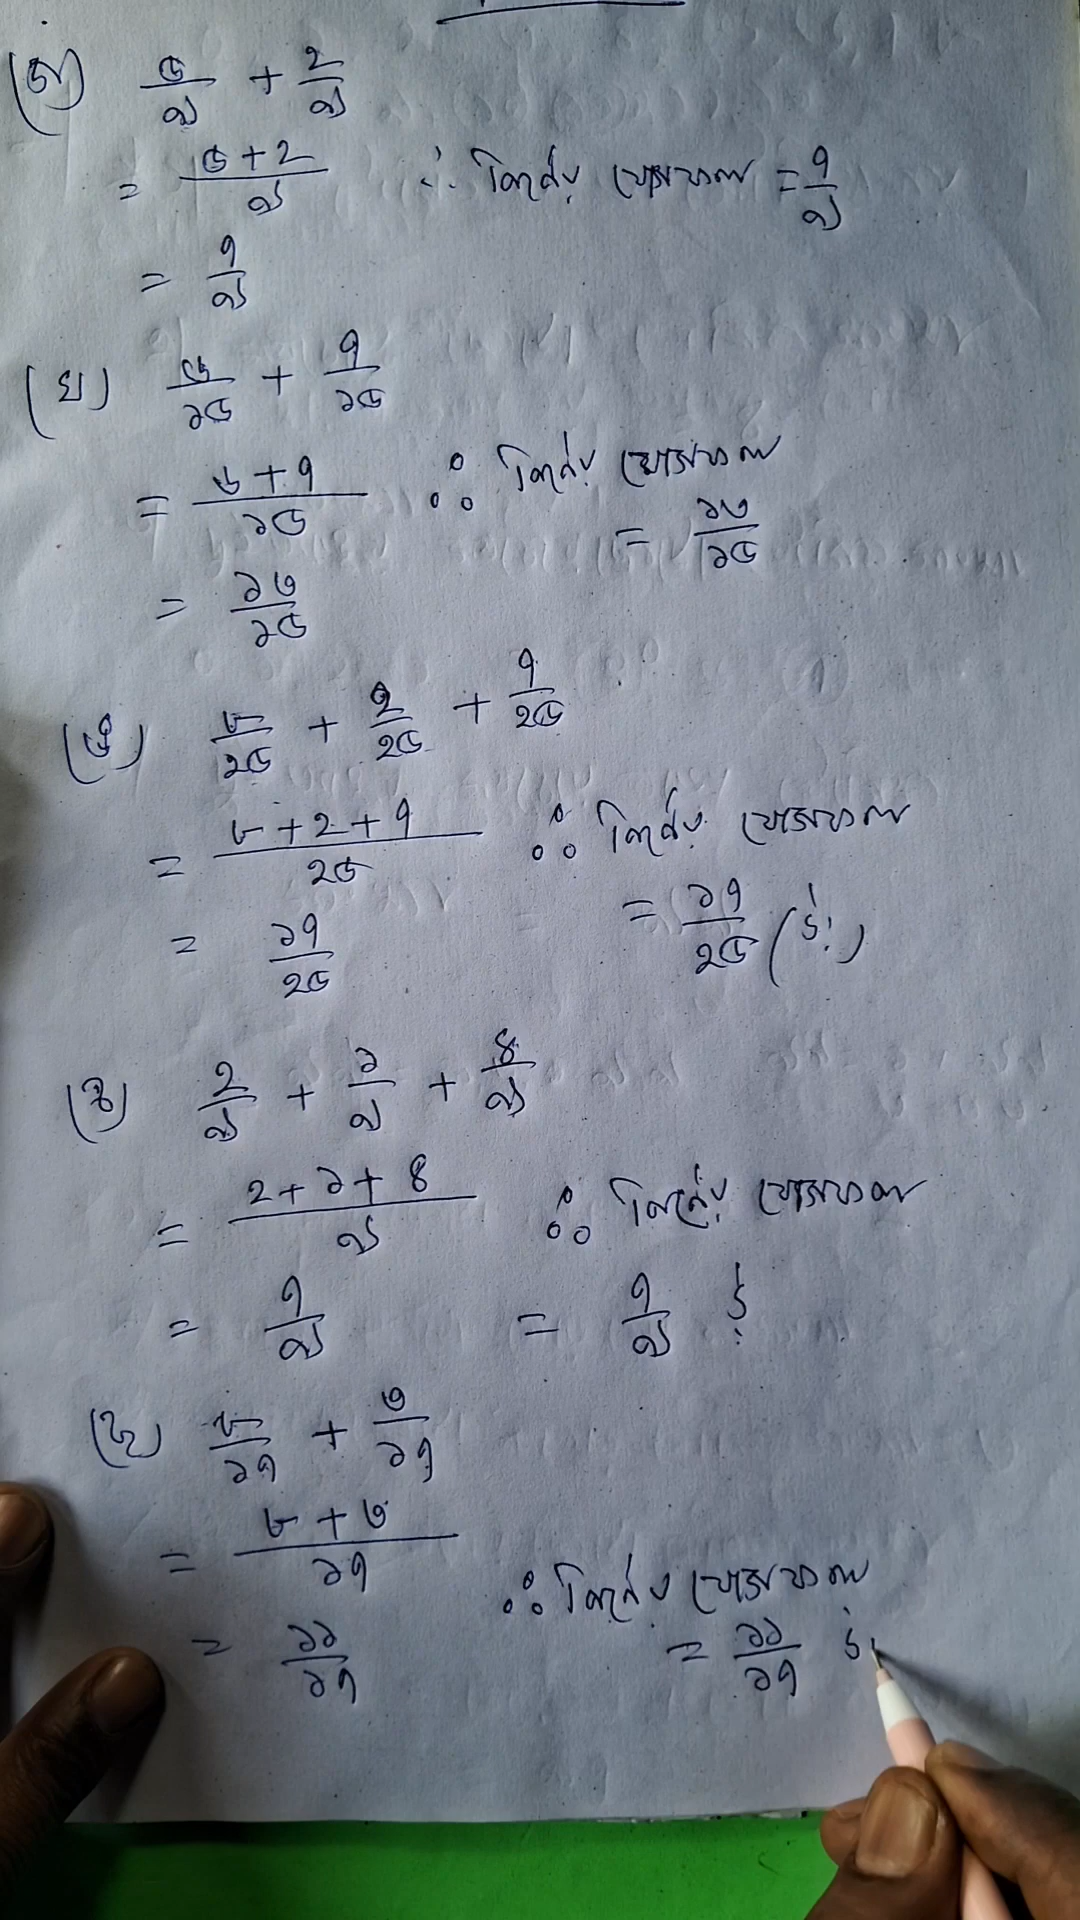 (গ) ৫/৯ + ২/৯
= ৫+২/৯ ∴ নির্ণেয় যোগফল = ৭/৯
= ৭/৯
(ঘ) ৬/১৫ + ৭/১৫
= ৬+৭/১৫ ∴ নির্ণেয় যোগফল
= ১৩/১৫
= ১৩/১৫
(ঙ) ৮/২৫ + ২/২৫ + ৭/২৫
= ৮+২+৭/২৫ ∴ নির্ণেয় যোগফল
= ১৭/২৫ = ১৭/২৫ (উঃ)
(চ) ২/৯ + ১/৯ + ৪/৯
= ২+১+৪/৯ ∴ নির্ণেয় যোগফল
= ৭/৯ = ৭/৯ উঃ
(ছ) ৮/১৭ + ৩/১৭
= ৮+৩/১৭ ∴ নির্ণেয় যোগফল
= ১১/১৭ = ১১/১৭ উঃ